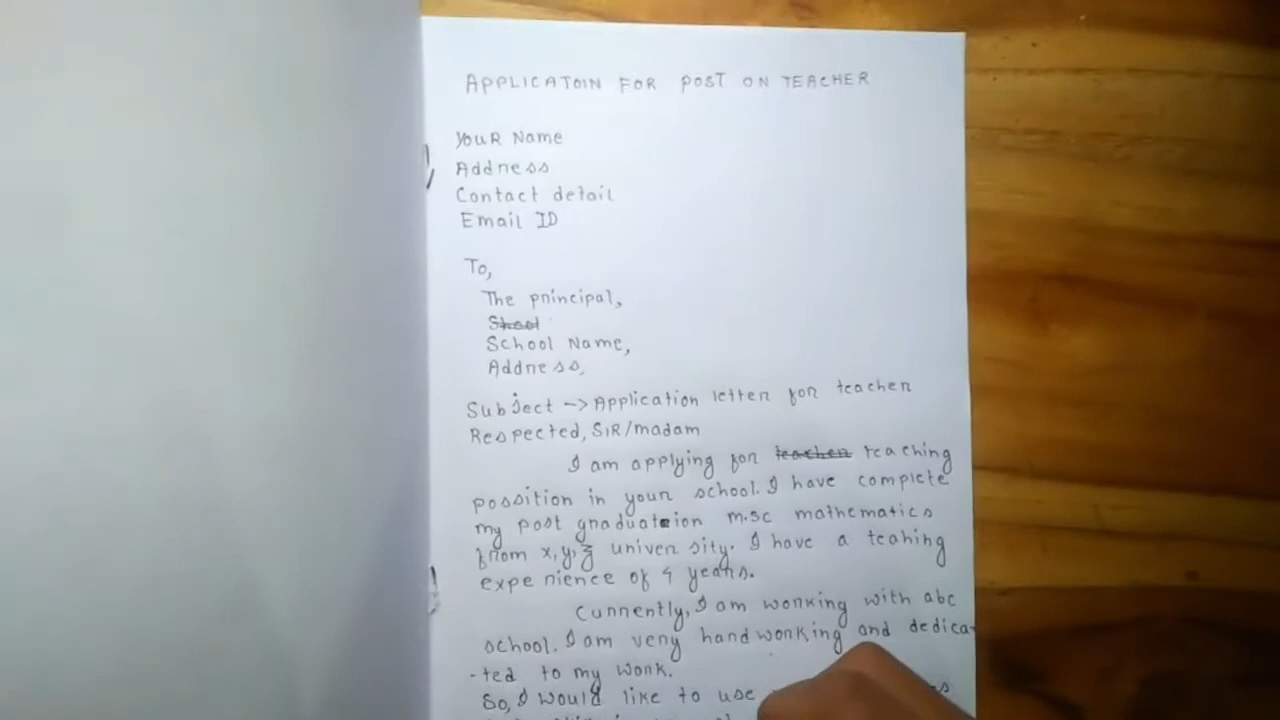 APPLICATOIN FOR POST ON TEACHER
YOUR Name
Address
Contact detail
Email ID
To,
The principal,
School Name,
Address,
Subject -> Application letter for teacher
Respected, SIR/madam
I am applying for teacher teaching
possition in your school. I have complete
my post graduateion m.sc mathematics
from x,y,z university. I have a teahing
experience of 4 years.
Currently, I am working with abc
school. I am very hardworking and dedica-
-ted to my work.
So, I would like to use